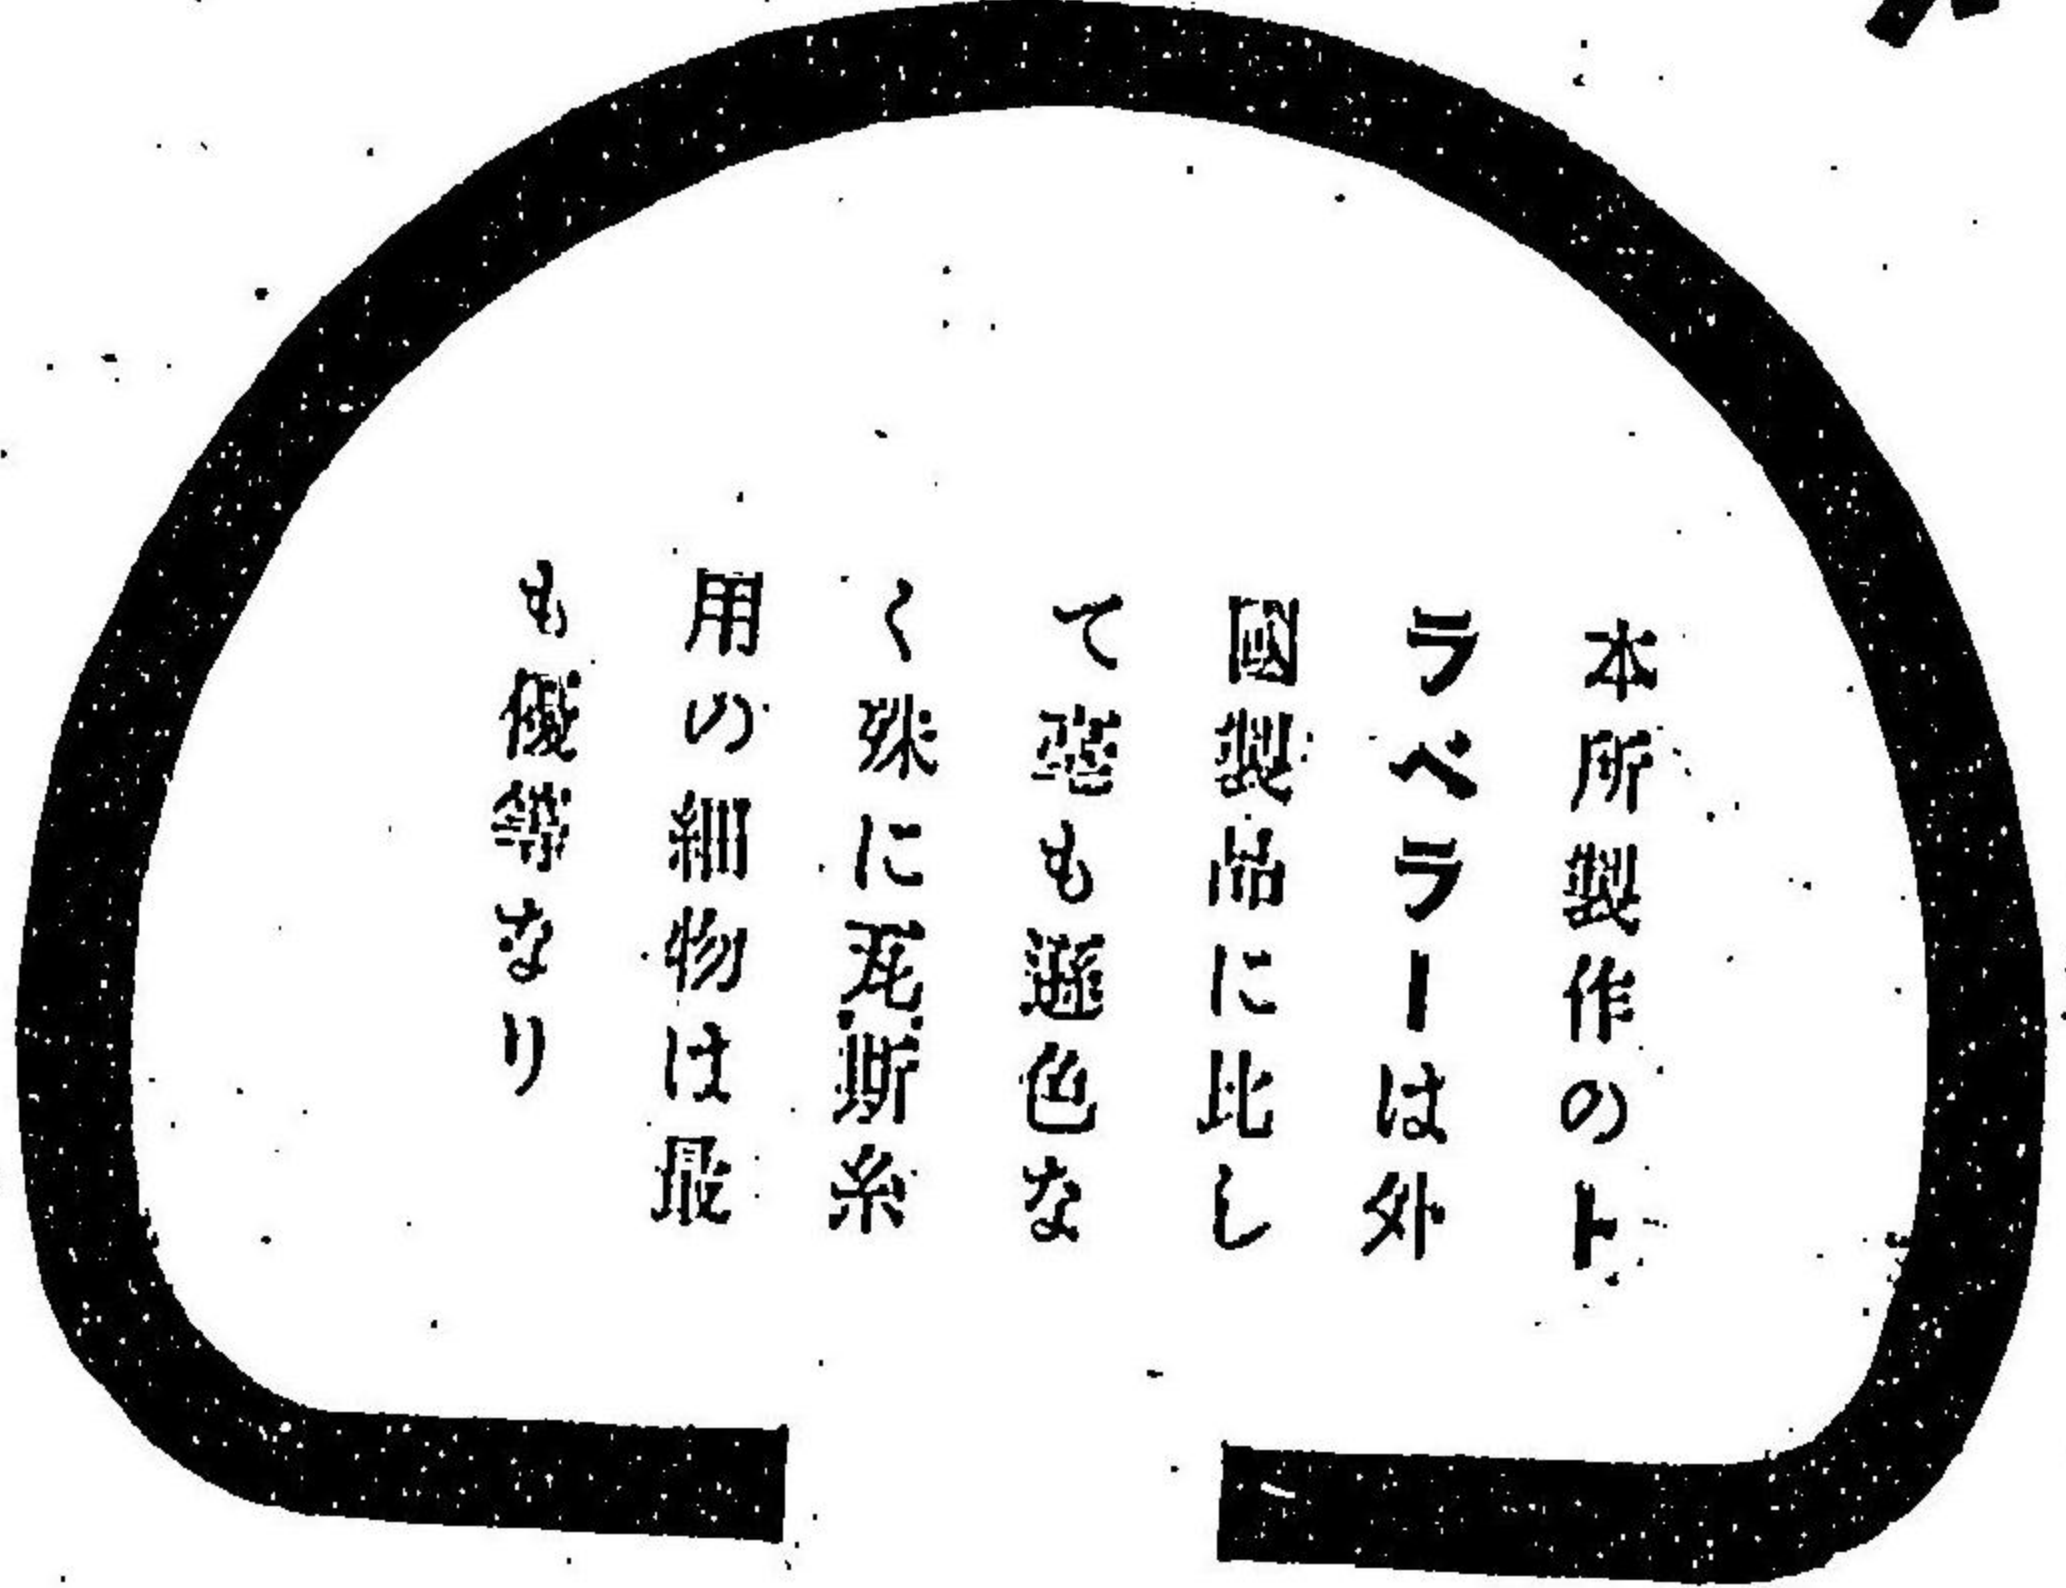 本所製作のト
ラベラーは外
國製品に比し
て毫も遜色な
く殊に瓦斯糸
用の細物は最
も優等なり